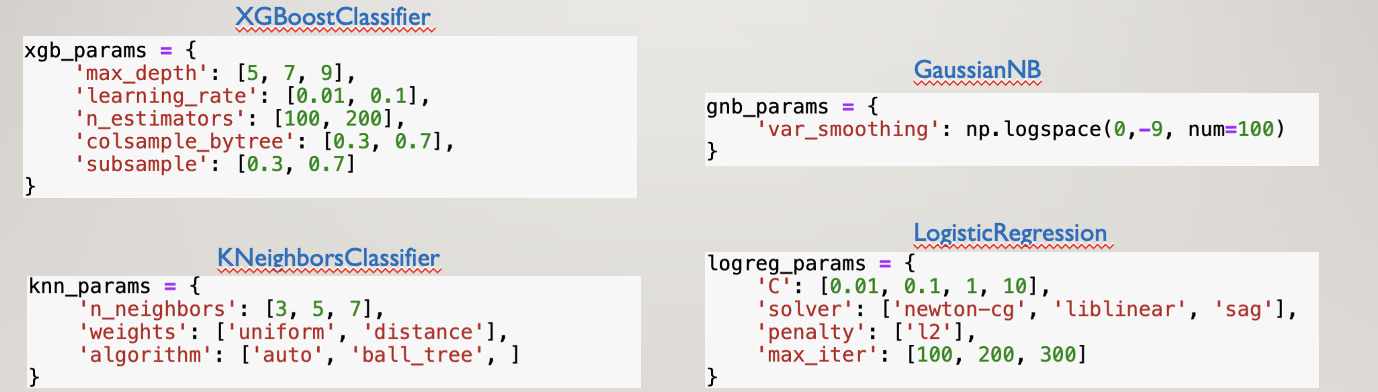 XGBoostClassifier
xgb_params = {
    'max_depth': [5, 7, 9],
    'learning_rate': [0.01, 0.1],
    'n_estimators': [100, 200],
    'colsample_bytree': [0.3, 0.7],
    'subsample': [0.3, 0.7]
}
KNeighborsClassifier
knn_params = {
    'n_neighbors': [3, 5, 7],
    'weights': ['uniform', 'distance'],
    'algorithm': ['auto', 'ball_tree', ]
}
GaussianNB
gnb_params = {
    'var_smoothing': np.logspace(0,-9, num=100)
}
LogisticRegression
logreg_params = {
    'C': [0.01, 0.1, 1, 10],
    'solver': ['newton-cg', 'liblinear', 'sag'],
    'penalty': ['l2'],
    'max_iter': [100, 200, 300]
}